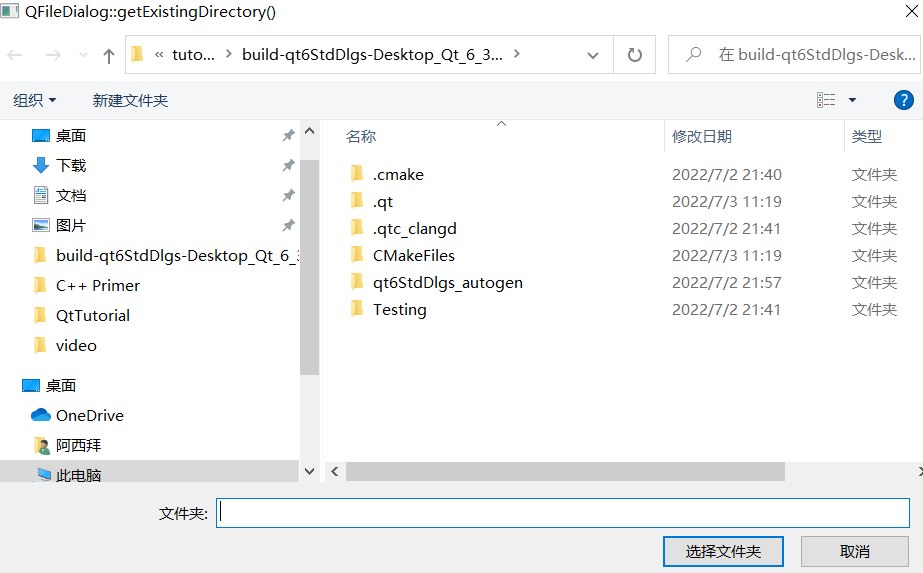 QFileDialog::getExistingDirectory()
« tuto... › build-qt6StdDlgs-Desktop_Qt_6_3... › 在 build-qt6StdDlgs-Desk...
组织 新建文件夹 ?
桌面
下载
文档
图片
build-qt6StdDlgs-Desktop_Qt_6_3
C++ Primer
QtTutorial
video
桌面
OneDrive
阿西拜
此电脑
名称 修改日期 类型
.cmake 2022/7/2 21:40 文件夹
.qt 2022/7/3 11:19 文件夹
.qtc_clangd 2022/7/2 21:41 文件夹
CMakeFiles 2022/7/3 11:19 文件夹
qt6StdDlgs_autogen 2022/7/2 21:57 文件夹
Testing 2022/7/2 21:41 文件夹
文件夹:
选择文件夹 取消